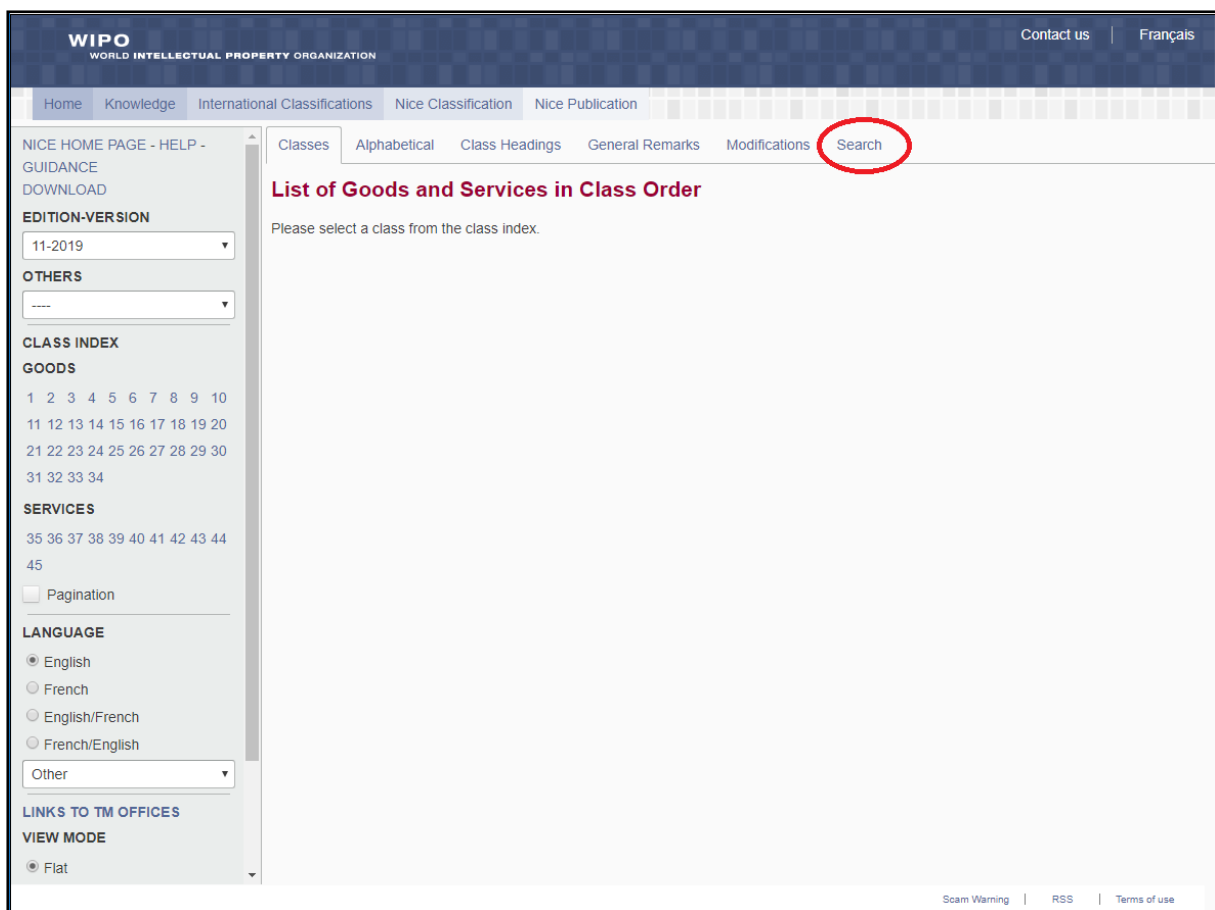 WIPO
WORLD INTELLECTUAL PROPERTY ORGANIZATION
Contact us | Français
Home Knowledge International Classifications Nice Classification Nice Publication
NICE HOME PAGE - HELP -
GUIDANCE
DOWNLOAD
EDITION-VERSION
11-2019
OTHERS
----
CLASS INDEX
GOODS
1 2 3 4 5 6 7 8 9 10
11 12 13 14 15 16 17 18 19 20
21 22 23 24 25 26 27 28 29 30
31 32 33 34
SERVICES
35 36 37 38 39 40 41 42 43 44
45
Pagination
LANGUAGE
English
French
English/French
French/English
Other
LINKS TO TM OFFICES
VIEW MODE
Flat
Classes Alphabetical Class Headings General Remarks Modifications Search
List of Goods and Services in Class Order
Please select a class from the class index.
Scam Warning | RSS | Terms of use